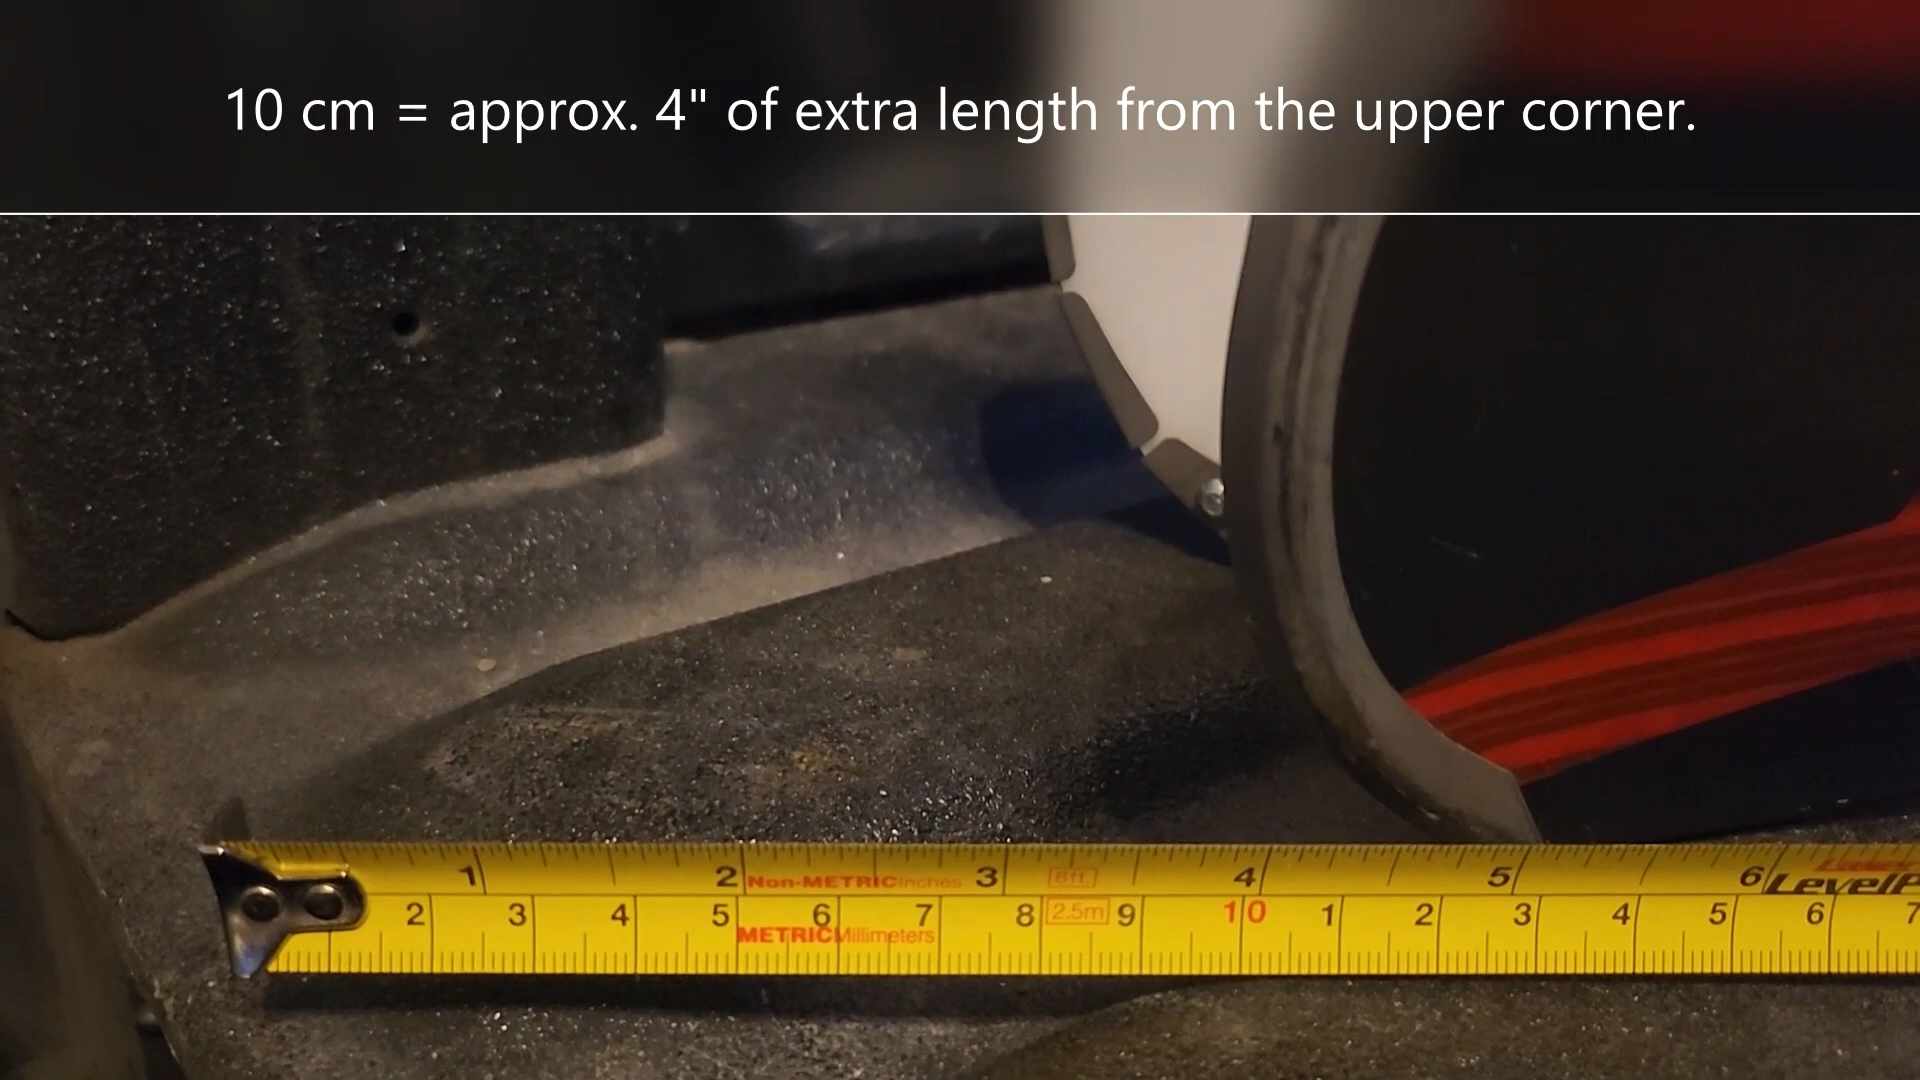 10 cm = approx. 4" of extra length from the upper corner.
1 2 Non-METRIC Inches 3 8ft. 4 5 6 LevelP
2 3 4 5 6 7 8 2.5m 9 10 1 2 3 4 5 6 7
METRIC Millimeters